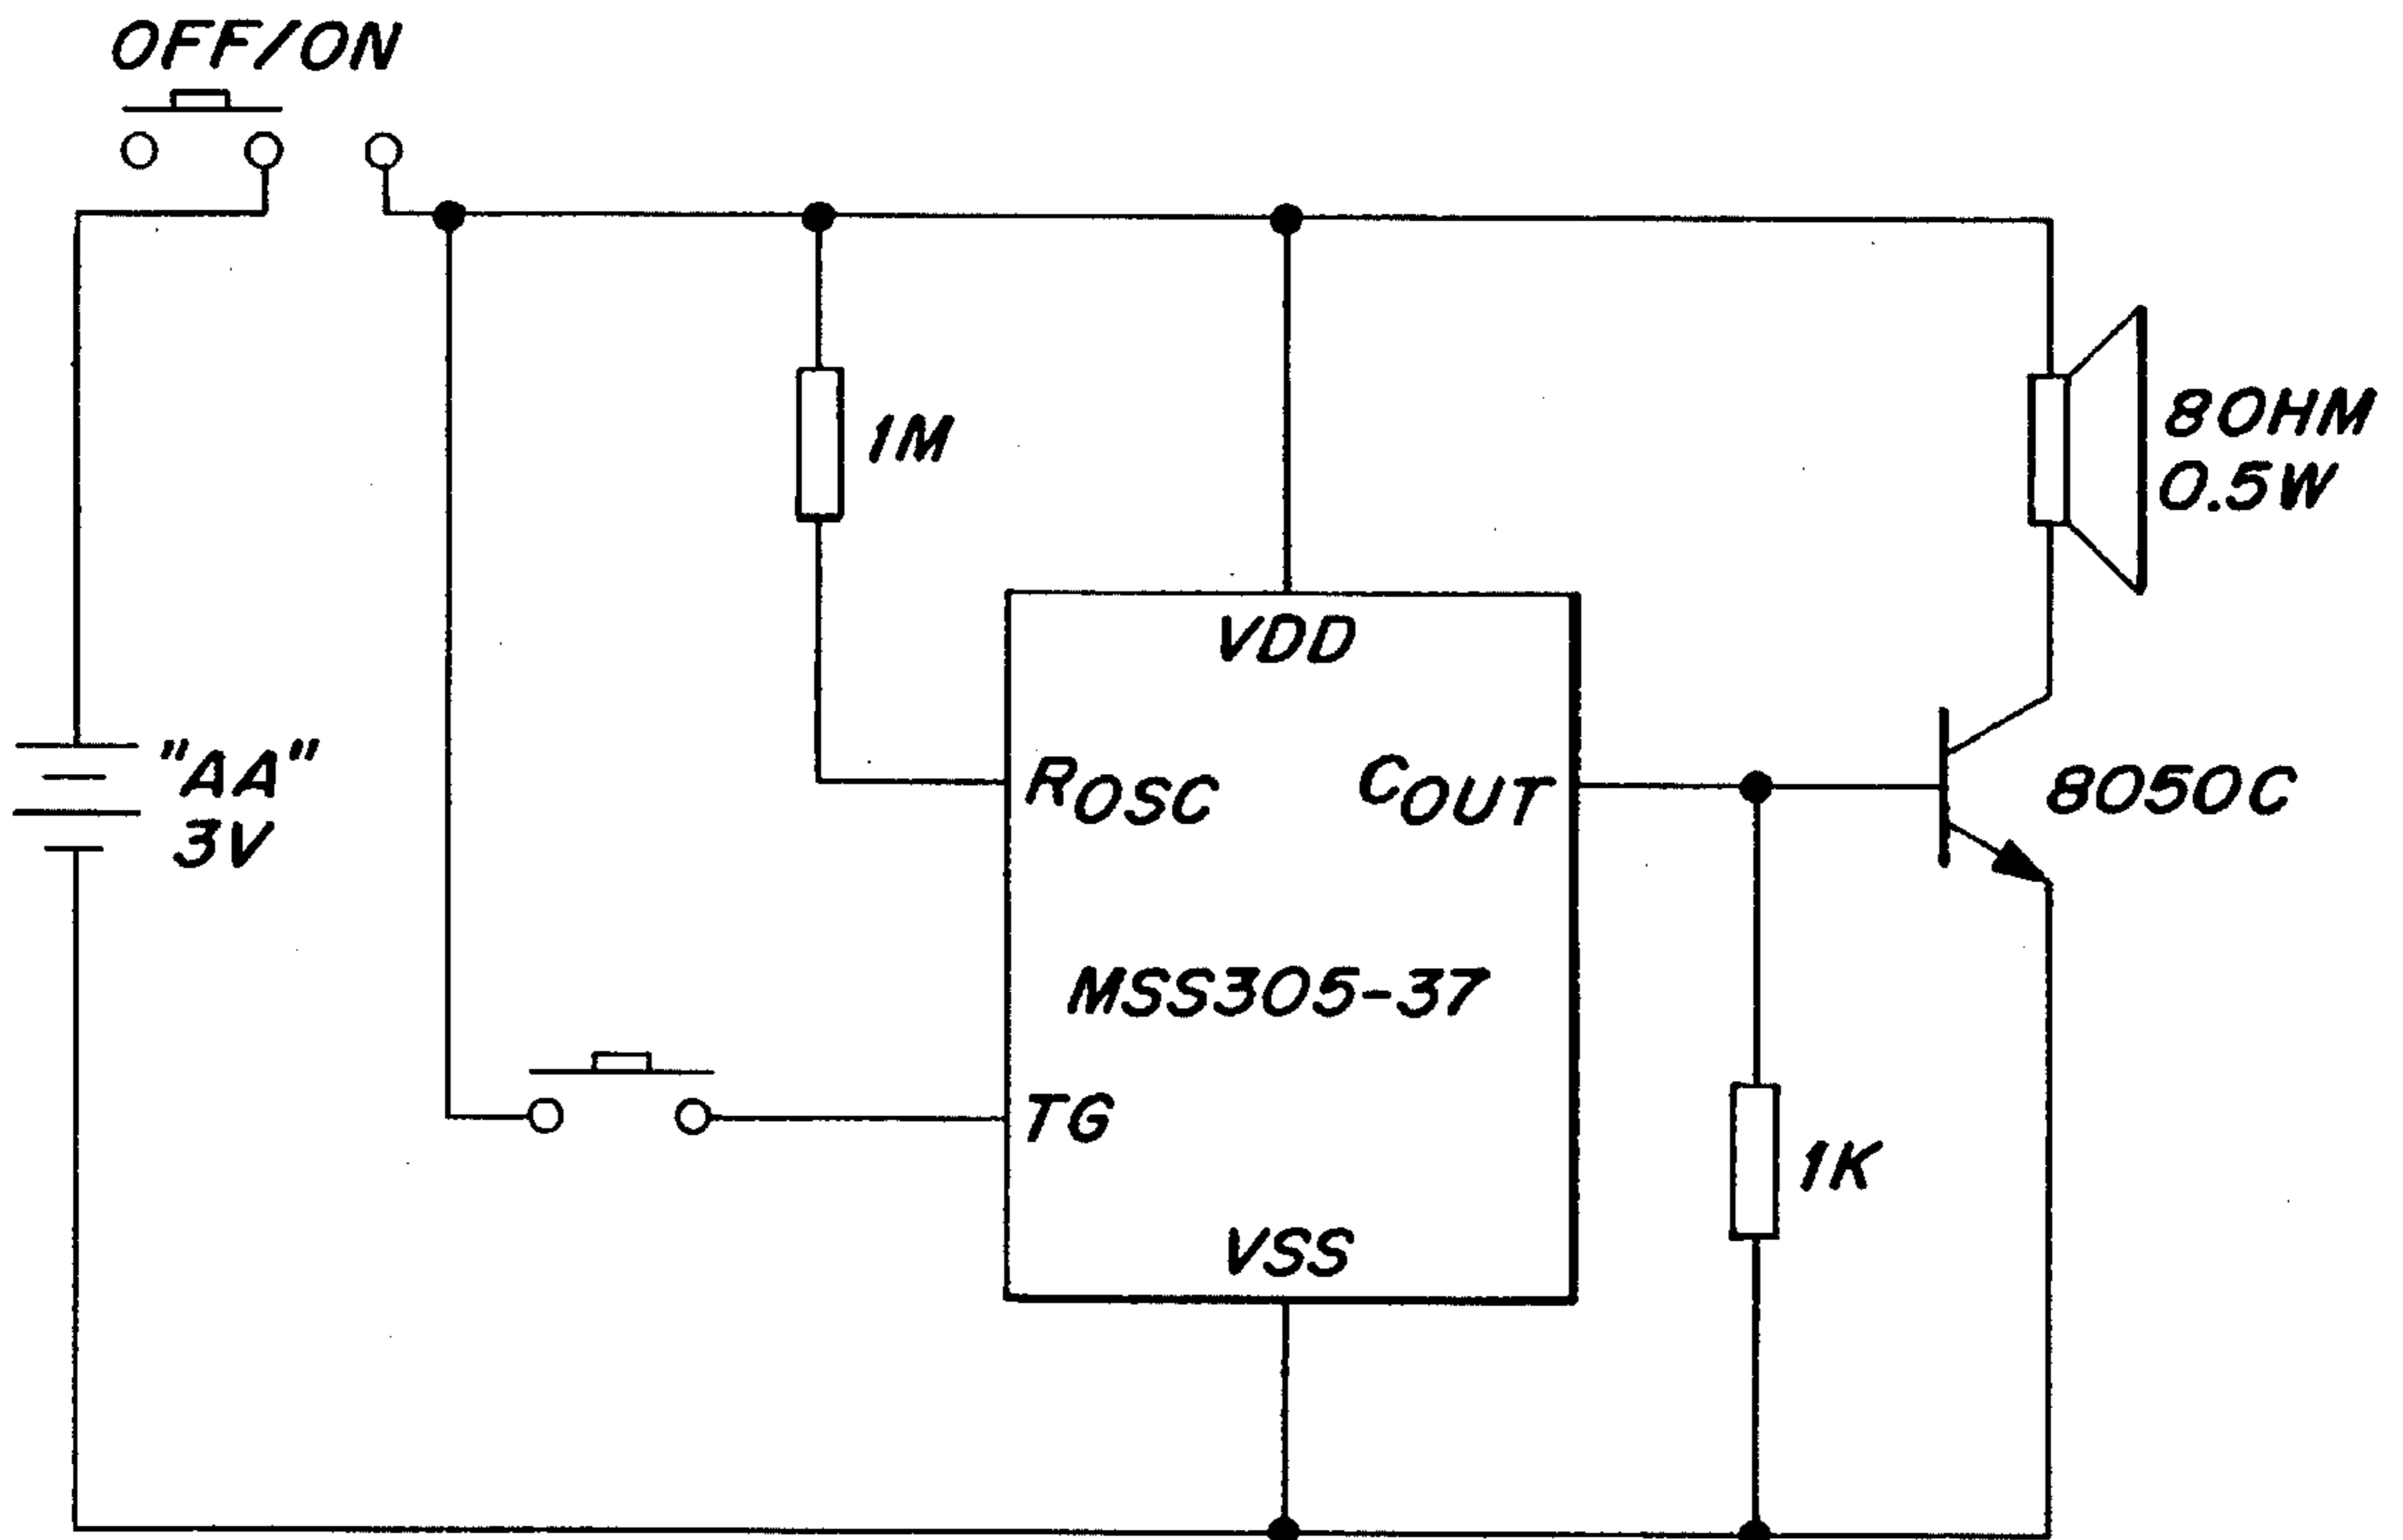 OFF/ON
1M
8OHM
0.5W
VDD
"AA"
3V
ROSC
COUT
8050C
MSS305-37
TG
1K
VSS